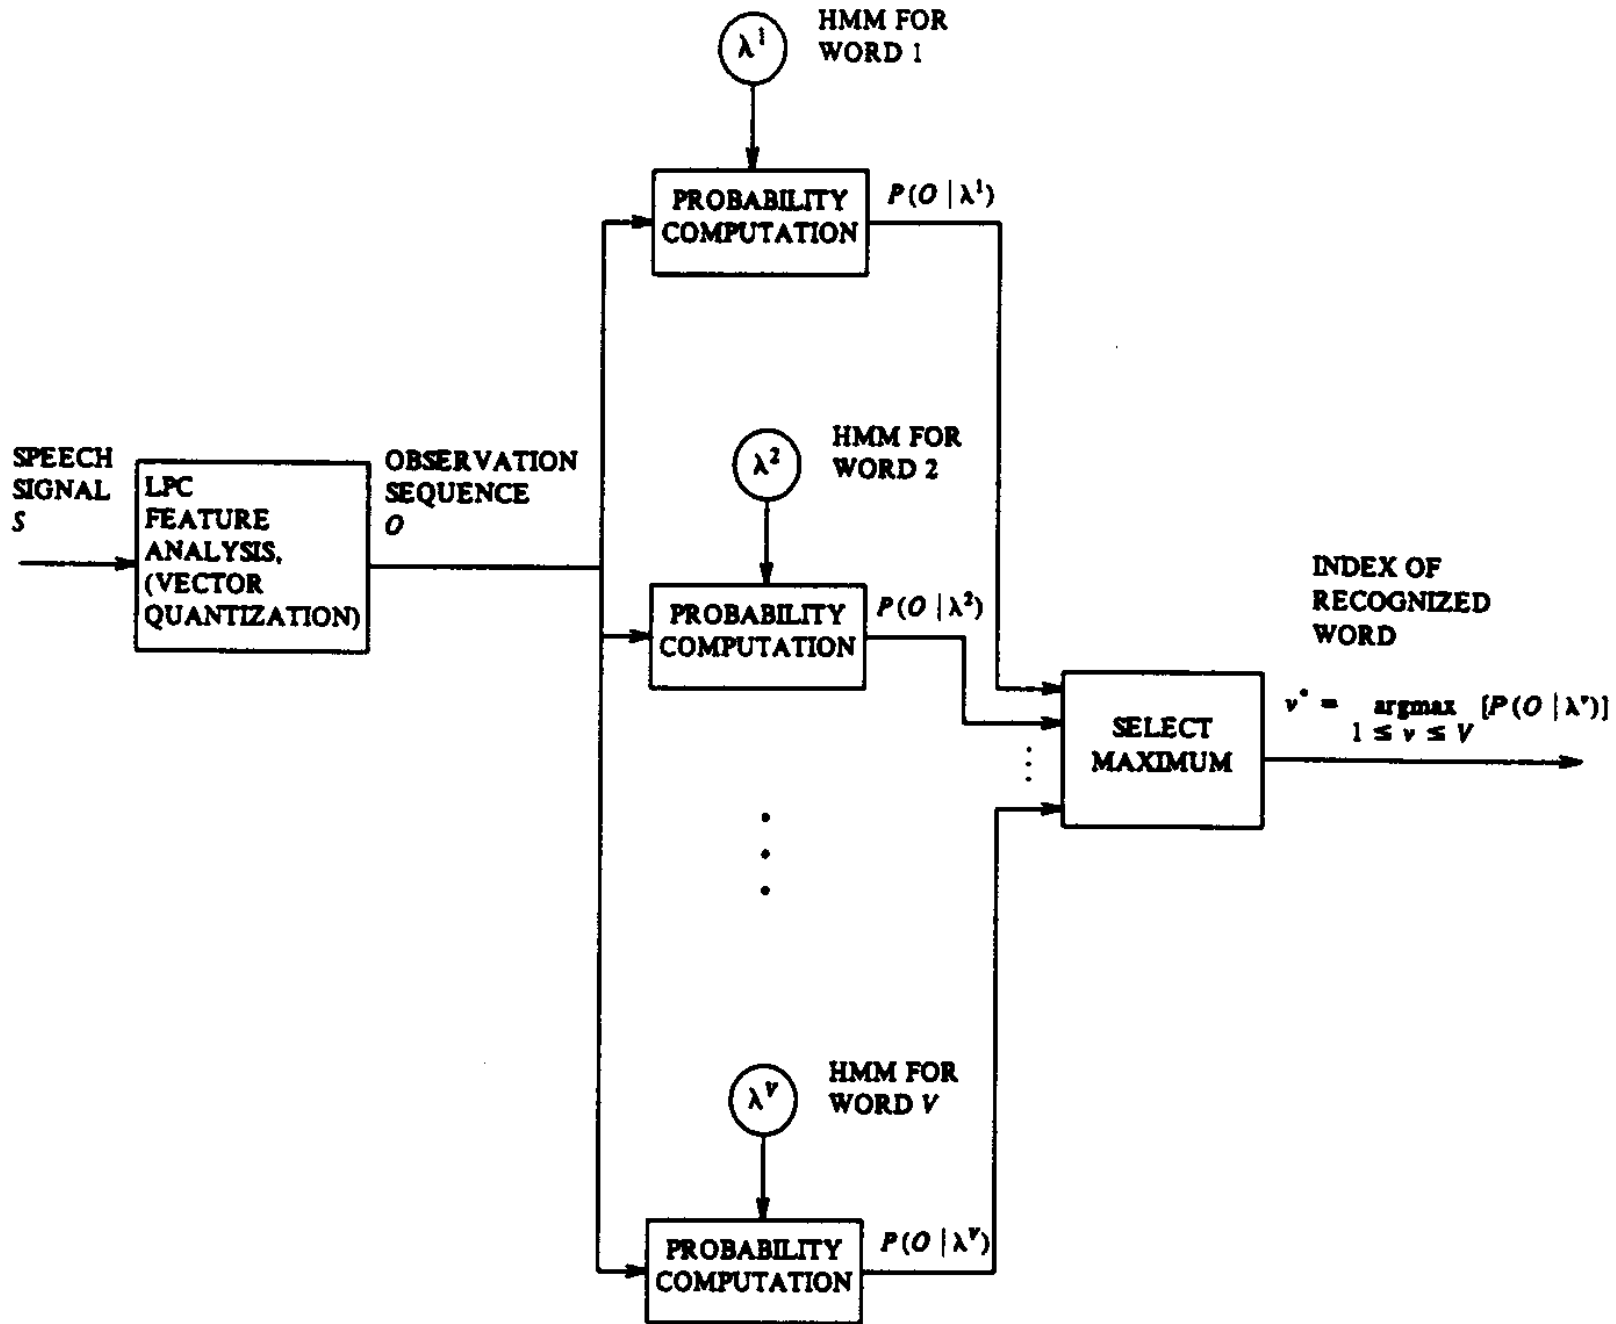 λ¹
HMM FOR
WORD 1
PROBABILITY
COMPUTATION
P(O | λ¹)
SPEECH
SIGNAL
S
LPC
FEATURE
ANALYSIS,
(VECTOR
QUANTIZATION)
OBSERVATION
SEQUENCE
O
λ²
HMM FOR
WORD 2
PROBABILITY
COMPUTATION
P(O | λ²)
SELECT
MAXIMUM
INDEX OF
RECOGNIZED
WORD
v* = argmax [P(O | λᵛ)]
1 ≤ v ≤ V
λⱽ
HMM FOR
WORD V
PROBABILITY
COMPUTATION
P(O | λⱽ)